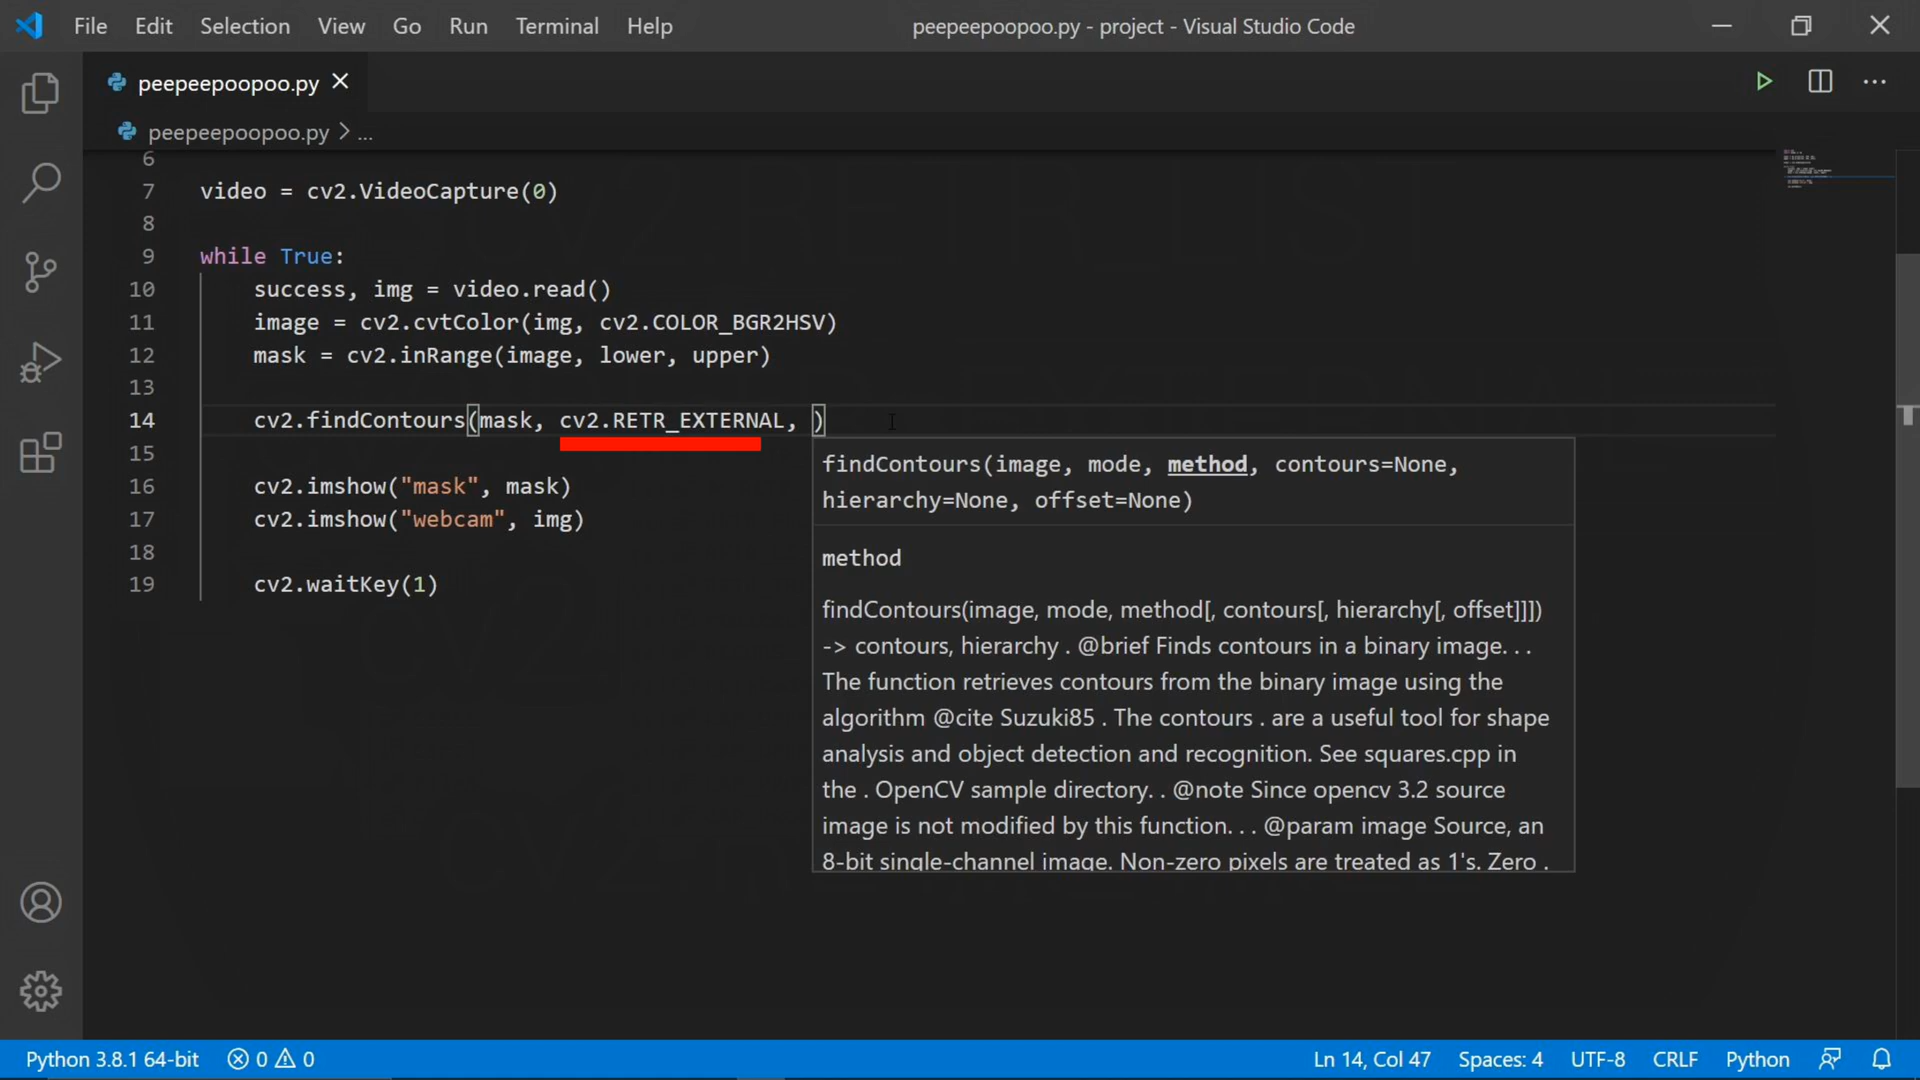 File Edit Selection View Go Run Terminal Help
peepeepoopoo.py - project - Visual Studio Code
peepeepoopoo.py
peepeepoopoo.py > ...
6
7 video = cv2.VideoCapture(0)
8
9 while True:
10 success, img = video.read()
11 image = cv2.cvtColor(img, cv2.COLOR_BGR2HSV)
12 mask = cv2.inRange(image, lower, upper)
13
14 cv2.findContours(mask, cv2.RETR_EXTERNAL, )
15
16 cv2.imshow("mask", mask)
17 cv2.imshow("webcam", img)
18
19 cv2.waitKey(1)
findContours(image, mode, method, contours=None,
hierarchy=None, offset=None)
method
findContours(image, mode, method[, contours[, hierarchy[, offset]]])
-> contours, hierarchy . @brief Finds contours in a binary image. . .
The function retrieves contours from the binary image using the
algorithm @cite Suzuki85 . The contours . are a useful tool for shape
analysis and object detection and recognition. See squares.cpp in
the . OpenCV sample directory. . @note Since opencv 3.2 source
image is not modified by this function. . . @param image Source, an
8-bit single-channel image. Non-zero pixels are treated as 1's. Zero .
Python 3.8.1 64-bit 0 0
Ln 14, Col 47 Spaces: 4 UTF-8 CRLF Python